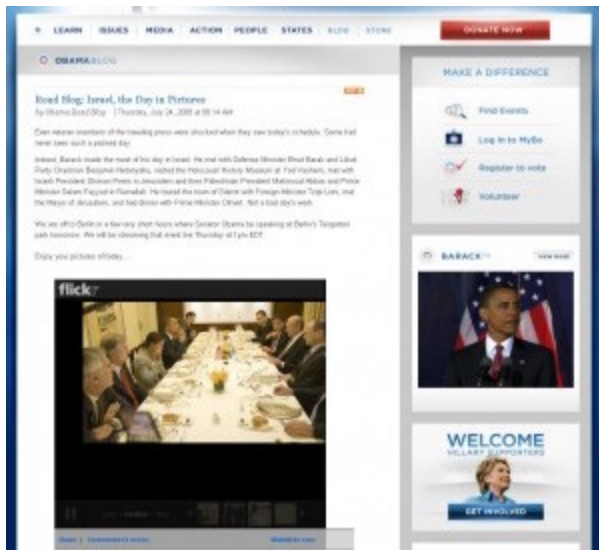 LEARN ISSUES MEDIA ACTION PEOPLE STATES BLOG STORE
DONATE NOW
OBAMABLOG
MAKE A DIFFERENCE
Road Blog: Israel, the Day in Pictures
Thursday, July 24, 2008 at
Find Events
Even veteran members of the traveling press were shocked when they saw today's schedule. Some had
never seen such a packed day.
Log In to MyBo
Indeed, Barack made the most of his day in Israel. He met with Defense Minister Ehud Barak and Likud
Party Chairman Benjamin Netanyahu, visited the Holocaust History Museum at Yad Vashem, met with
Israeli President Shimon Peres in Jerusalem and then Palestinian President Mahmoud Abbas and Prime
Minister Salam Fayyad in Ramallah. He toured the town of Sderot with Foreign Minister Tzipi Livni, met
the Mayor of Jerusalem, and had dinner with Prime Minister Olmert. Not a bad day's work.
Register to vote
Volunteer
We are off to Berlin in a few very short hours where Senator Obama be speaking at Berlin's Tiergarten
park tomorrow. We will be streaming that event live Thursday at 1 pm EDT.
Enjoy your pictures of today...
BARACKTV
VIEW MORE
flickr
WELCOME
HILLARY SUPPORTERS
GET INVOLVED
Share